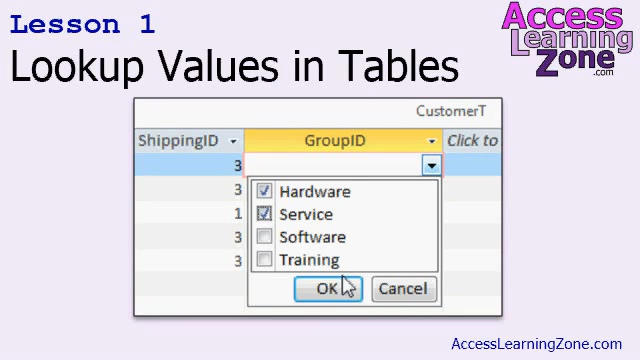 Lesson 1
Lookup Values in Tables
Access
Learning
Zone
.com
CustomerT
ShippingID GroupID Click to
3
3 Hardware
1 Service
3 Software
3 Training
OK Cancel
AccessLearningZone.com